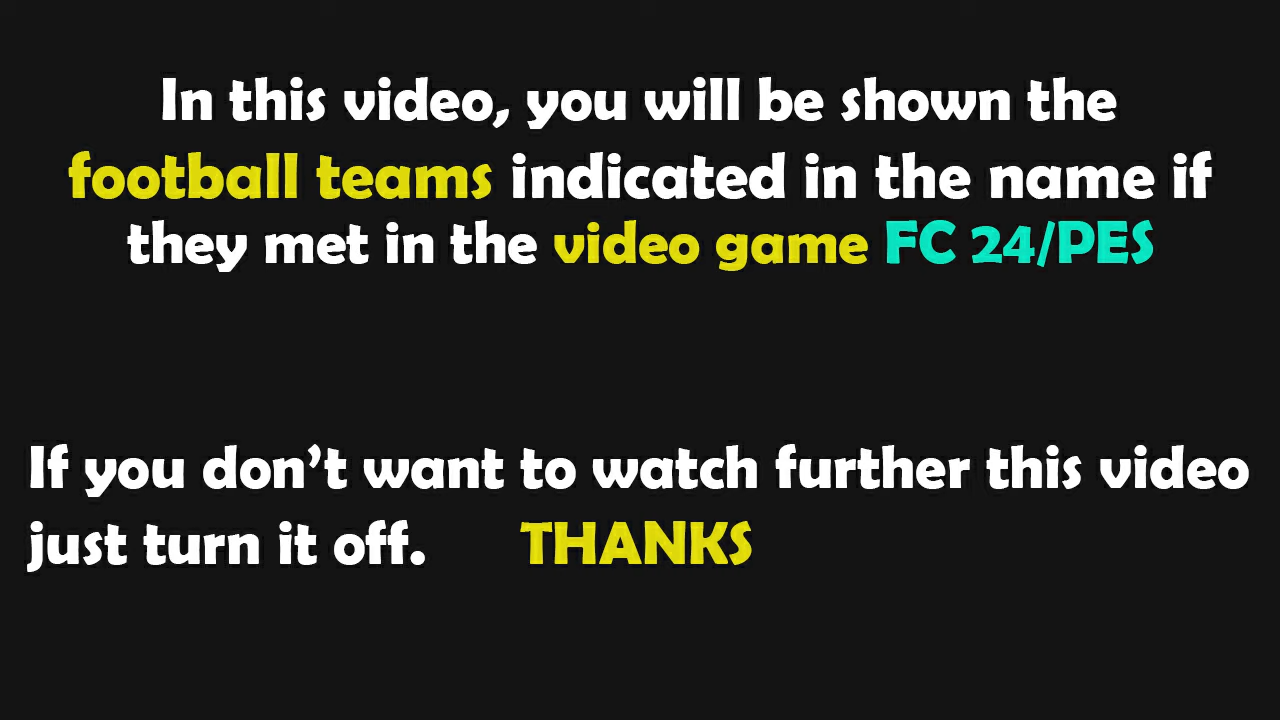 In this video, you will be shown the
football teams indicated in the name if
they met in the video game FC 24/PES
If you don’t want to watch further this video
just turn it off. THANKS